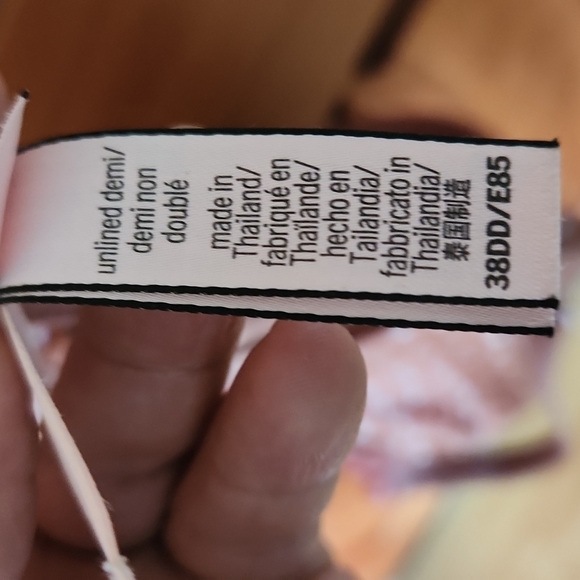 unlined demi/
demi non
doublé
made in
Thailand/
fabriqué en
Thaïlande/
hecho en
Tailandia/
fabbricato in
Thailandia/
泰国制造
38DD/E85